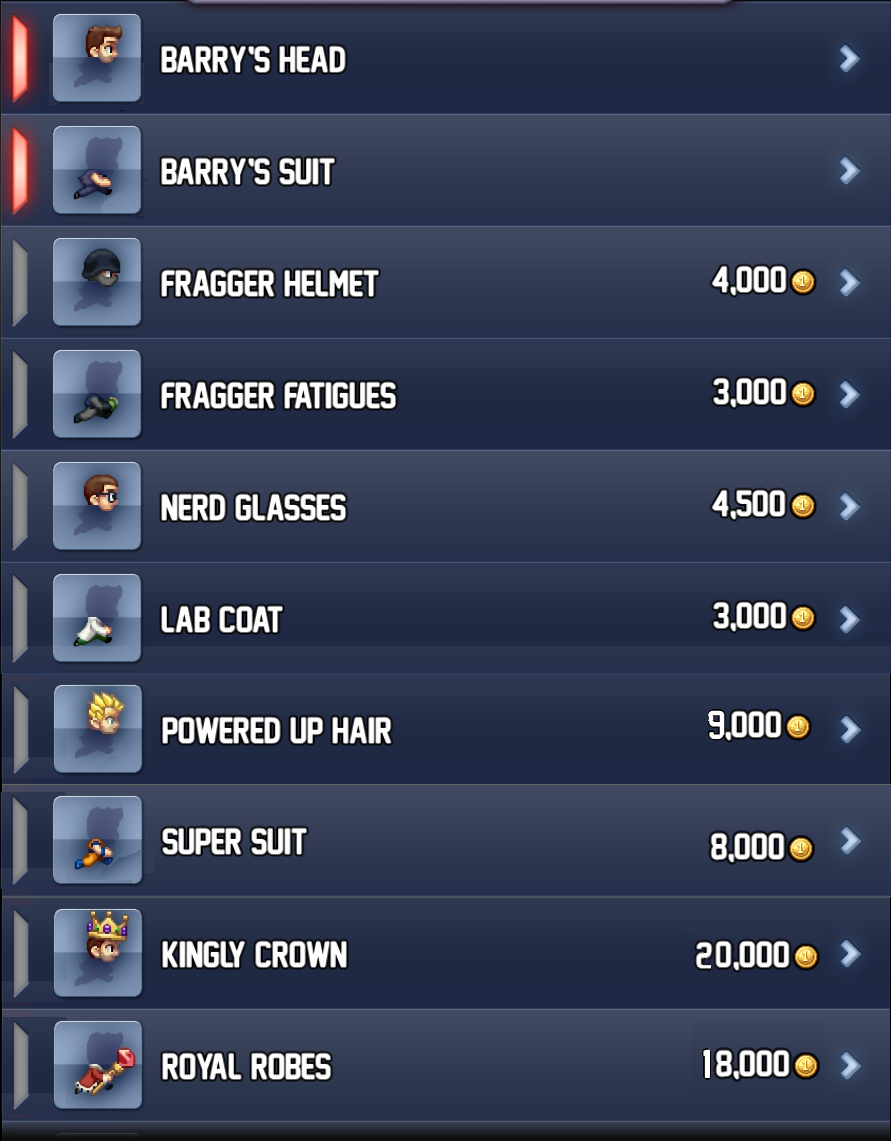 BARRY'S HEAD
BARRY'S SUIT
FRAGGER HELMET 4,000
FRAGGER FATIGUES 3,000
NERD GLASSES 4,500
LAB COAT 3,000
POWERED UP HAIR 9,000
SUPER SUIT 8,000
KINGLY CROWN 20,000
ROYAL ROBES 18,000